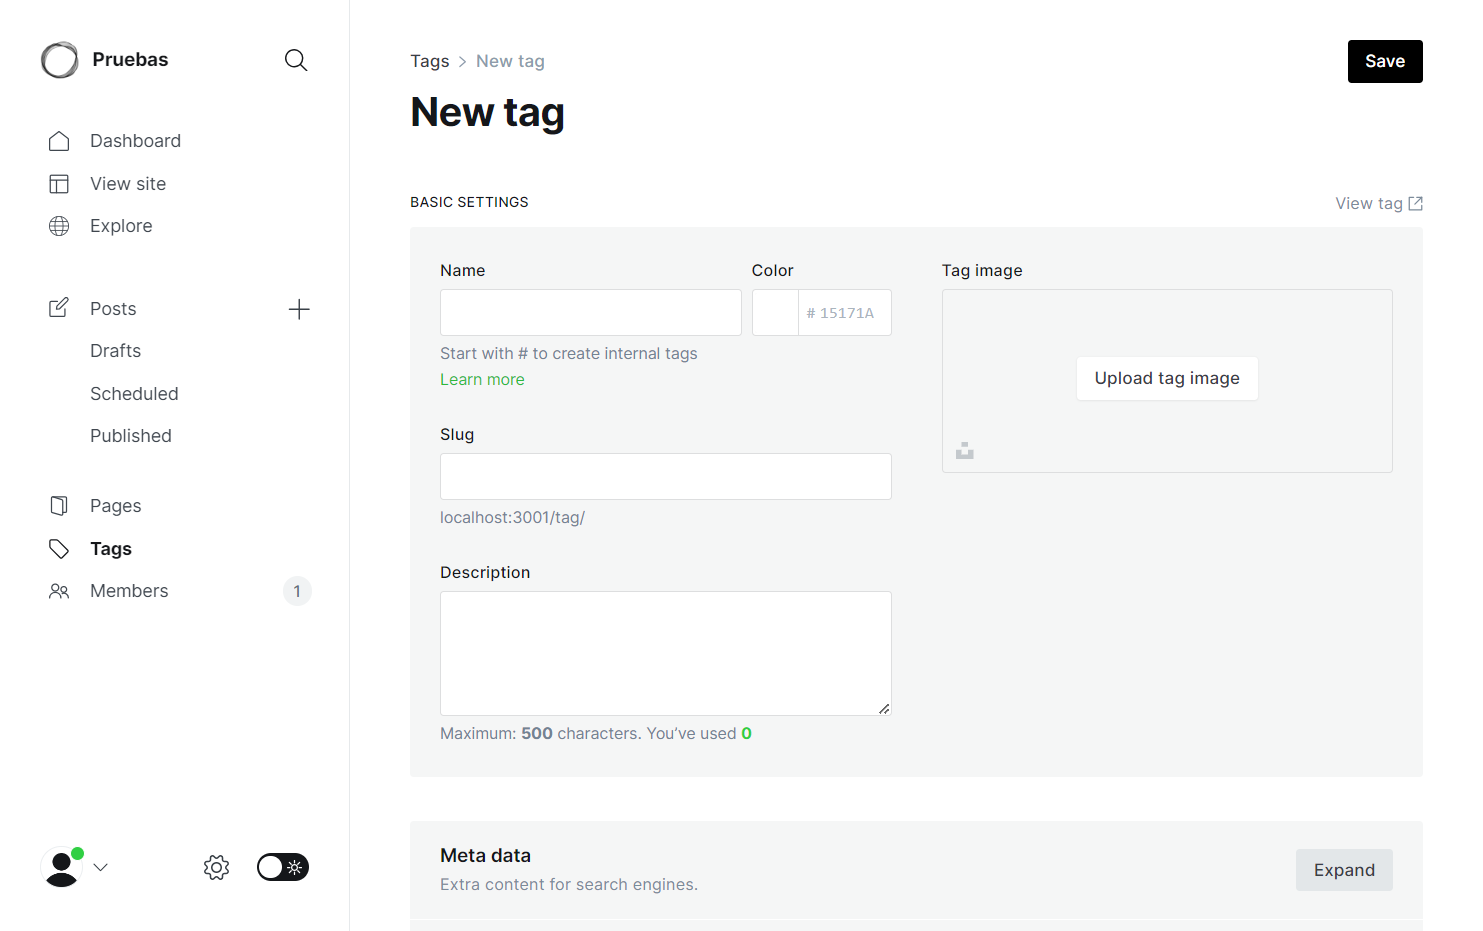 Pruebas
Dashboard
View site
Explore
Posts
Drafts
Scheduled
Published
Pages
Tags
Members 1
Tags > New tag
Save
New tag
BASIC SETTINGS
View tag
Name
Color
# 15171A
Start with # to create internal tags
Learn more
Slug
localhost:3001/tag/
Description
Maximum: 500 characters. You’ve used 0
Tag image
Upload tag image
Meta data
Extra content for search engines.
Expand